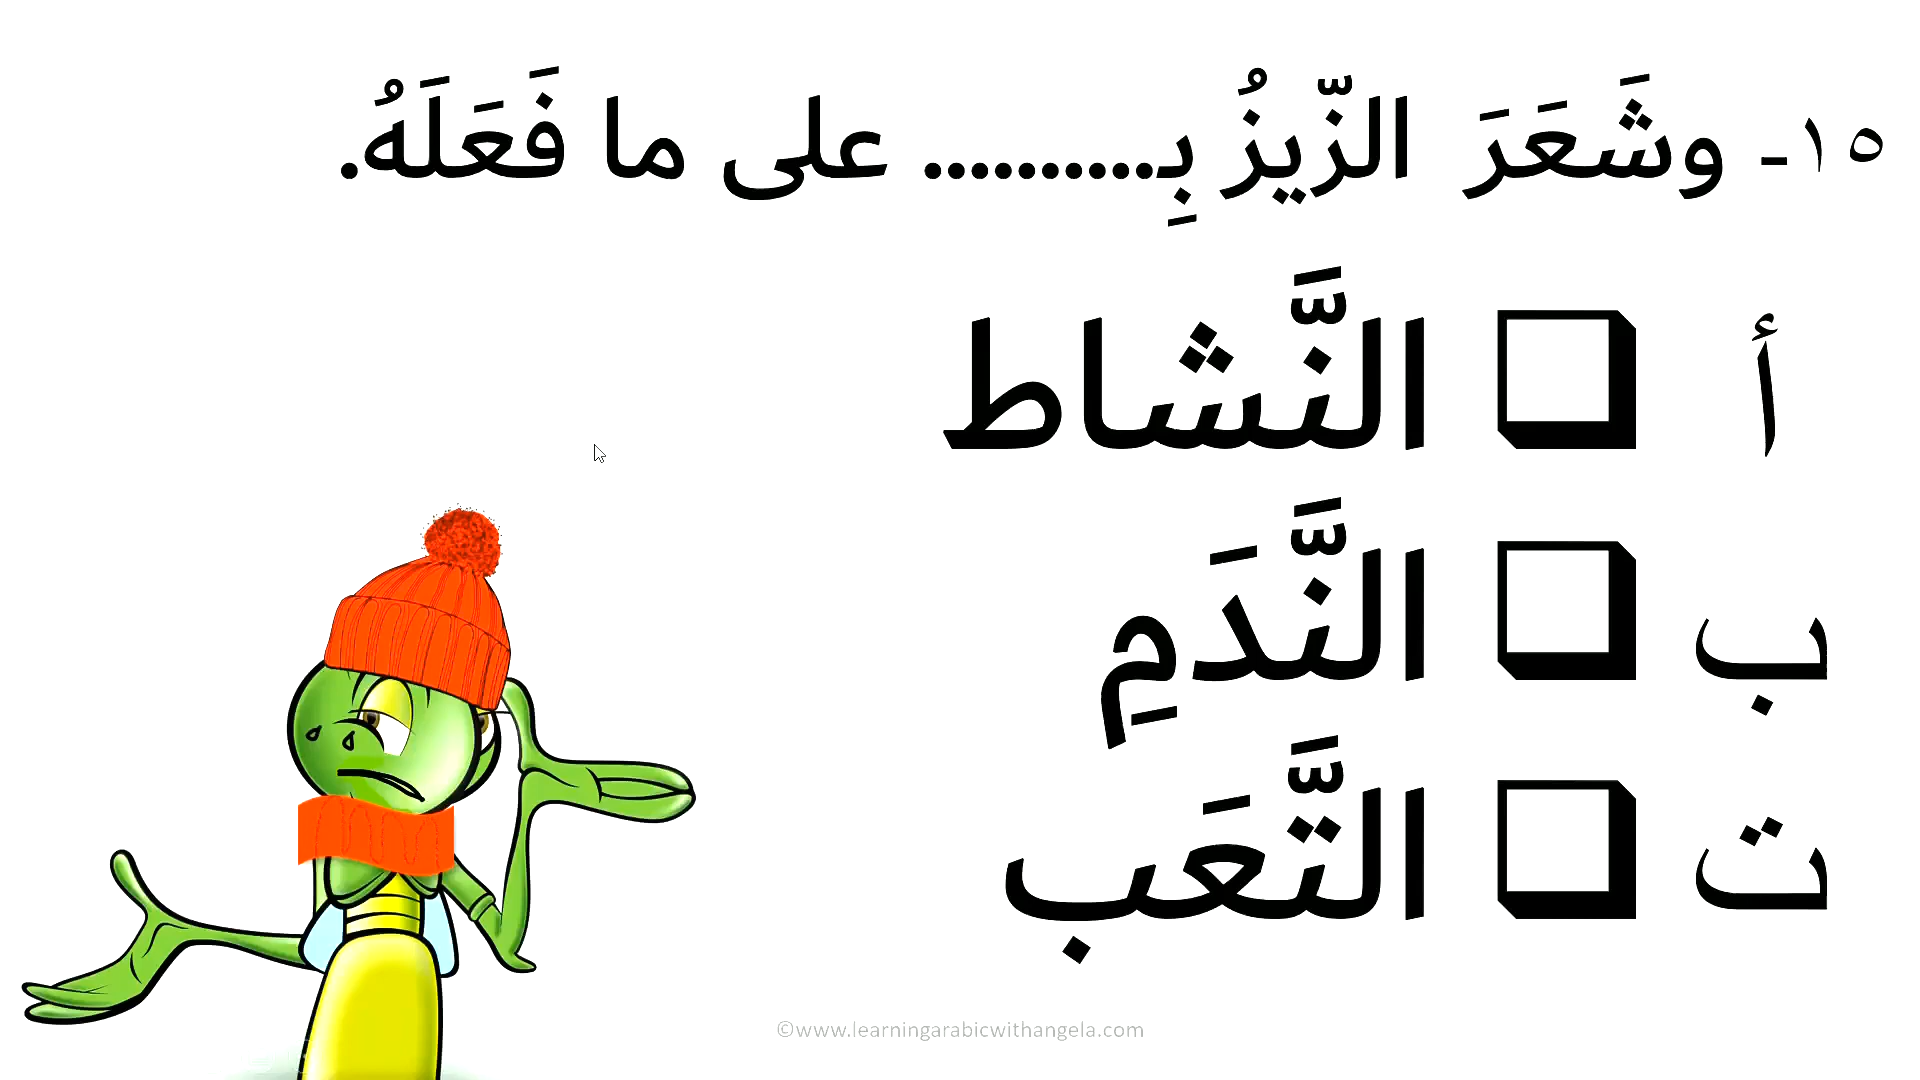 ١٥- وشَعَرَ الزّيزُ بِـ.......... على ما فَعَلَهُ.
أ ❑ النَّشاط
ب ❑ النَّدَمِ
ت ❑ التَّعَب
©www.learningarabicwithangela.com